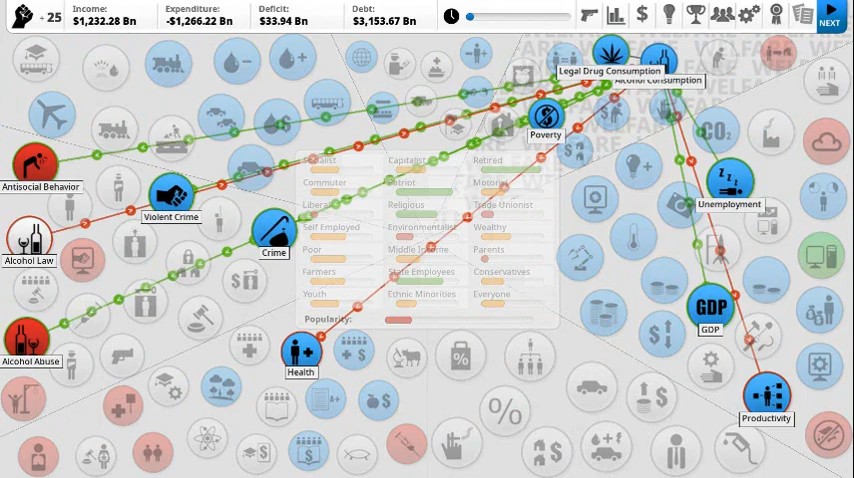 + 25
Income:
$1,232.28 Bn
Expenditure:
-$1,266.22 Bn
Deficit:
$33.94 Bn
Debt:
$3,153.67 Bn
NEXT
WELFARE
Legal Drug Consumption
Alcohol Consumption
CO2
Poverty
Socialist
Capitalist
Retired
Commuter
Patriot
Motorist
Liberal
Religious
Trade Unionist
Self Employed
Environmentalist
Wealthy
Poor
Middle Income
Parents
Farmers
State Employees
Conservatives
Youth
Ethnic Minorities
Everyone
Popularity:
Antisocial Behavior
Violent Crime
Unemployment
Alcohol Law
Crime
GDP
GDP
Alcohol Abuse
Health
Productivity